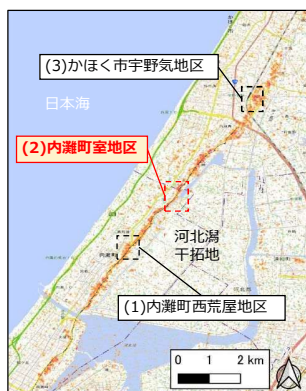 (3)かほく市宇野気地区
日本海
(2)内灘町室地区
河北潟
干拓地
(1)内灘町西荒屋地区
0 1 2 km